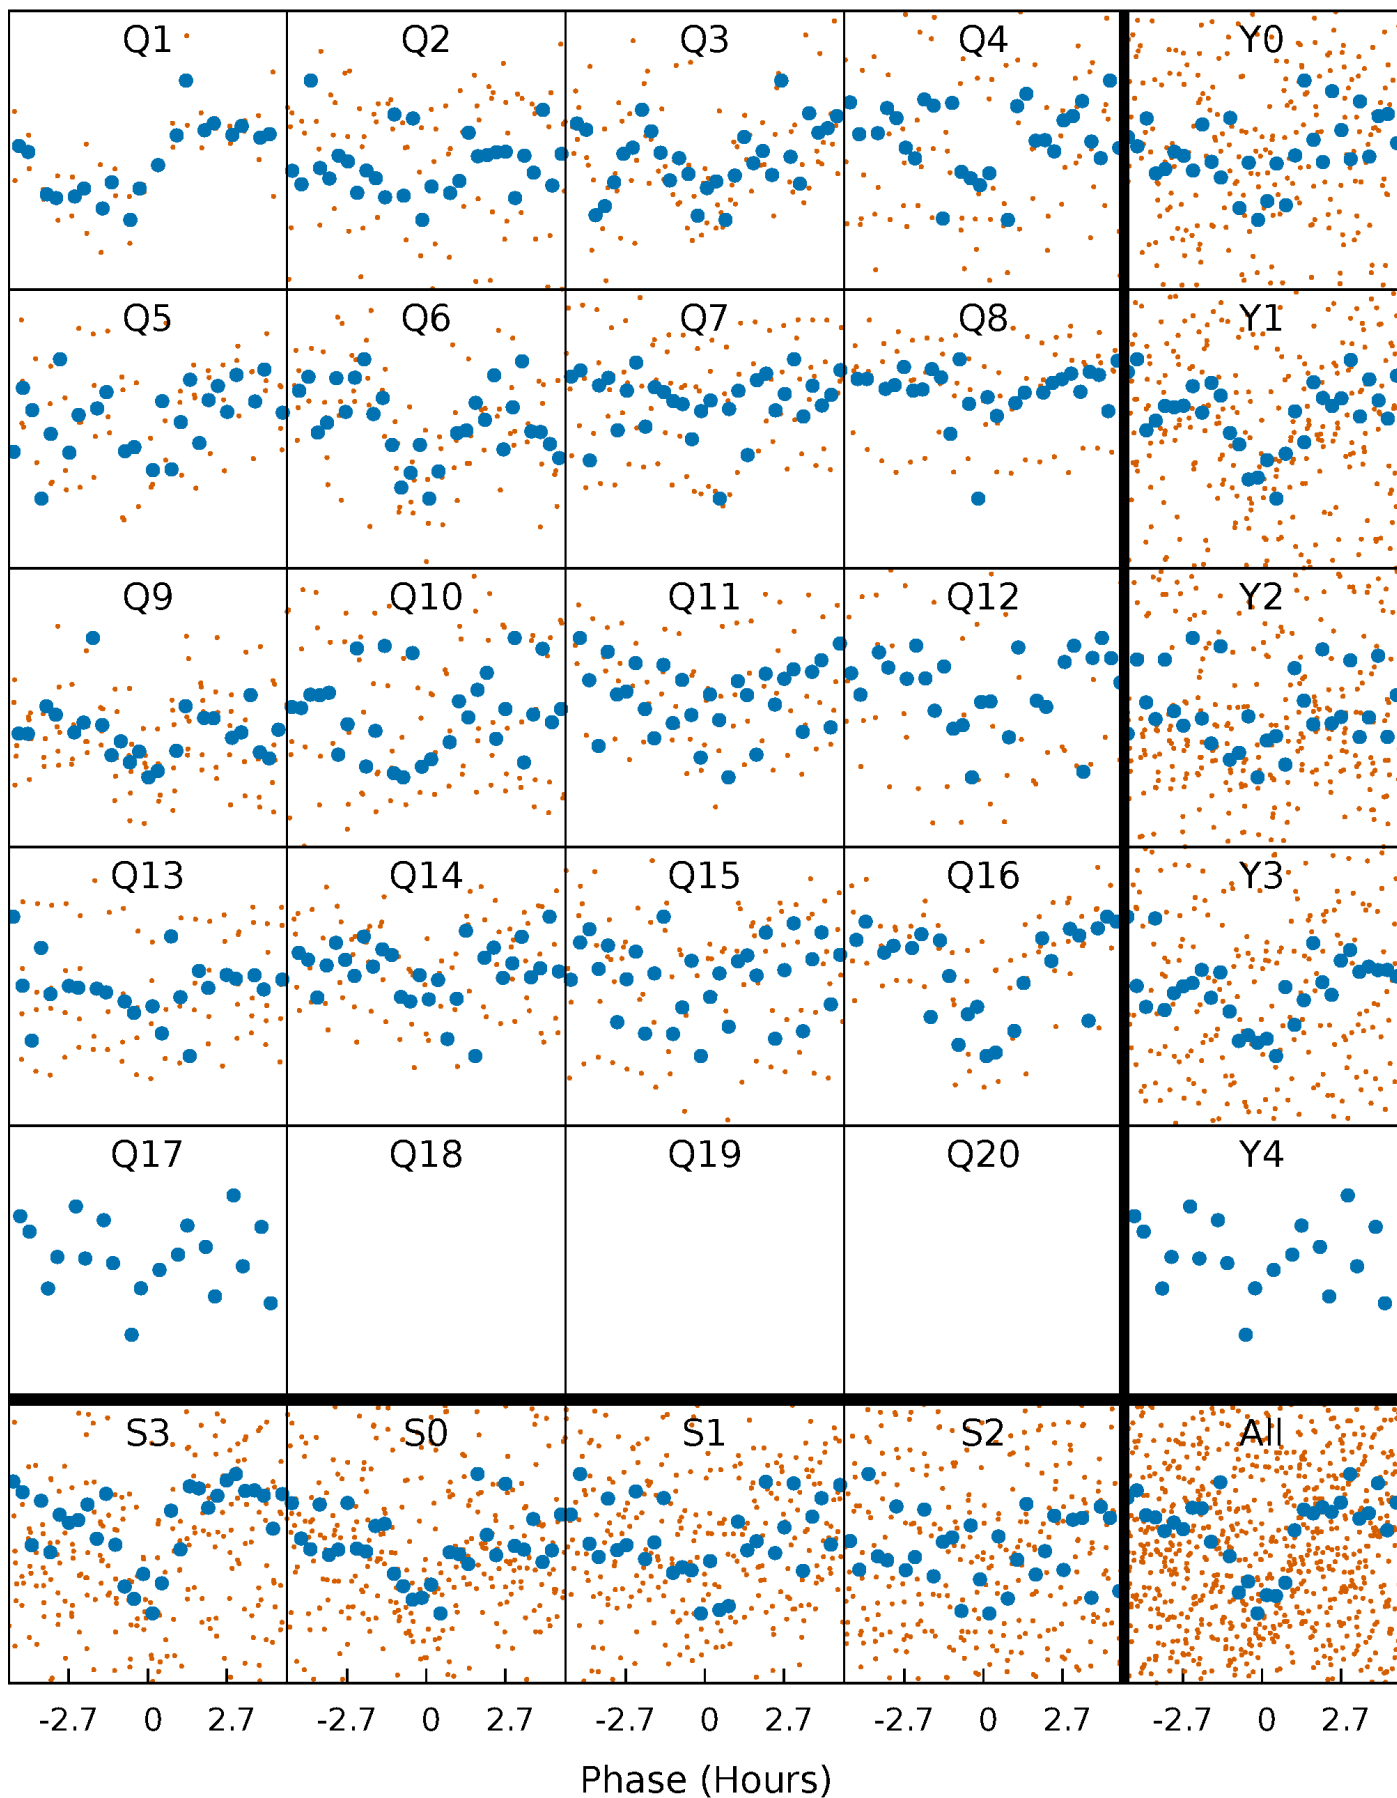 Q1 Q2 Q3 Q4 Y0
Q5 Q6 Q7 Q8 Y1
Q9 Q10 Q11 Q12 Y2
Q13 Q14 Q15 Q16 Y3
Q17 Q18 Q19 Q20 Y4
S3 S0 S1 S2 All
-2.7 0 2.7 -2.7 0 2.7 -2.7 0 2.7 -2.7 0 2.7 -2.7 0 2.7
Phase (Hours)